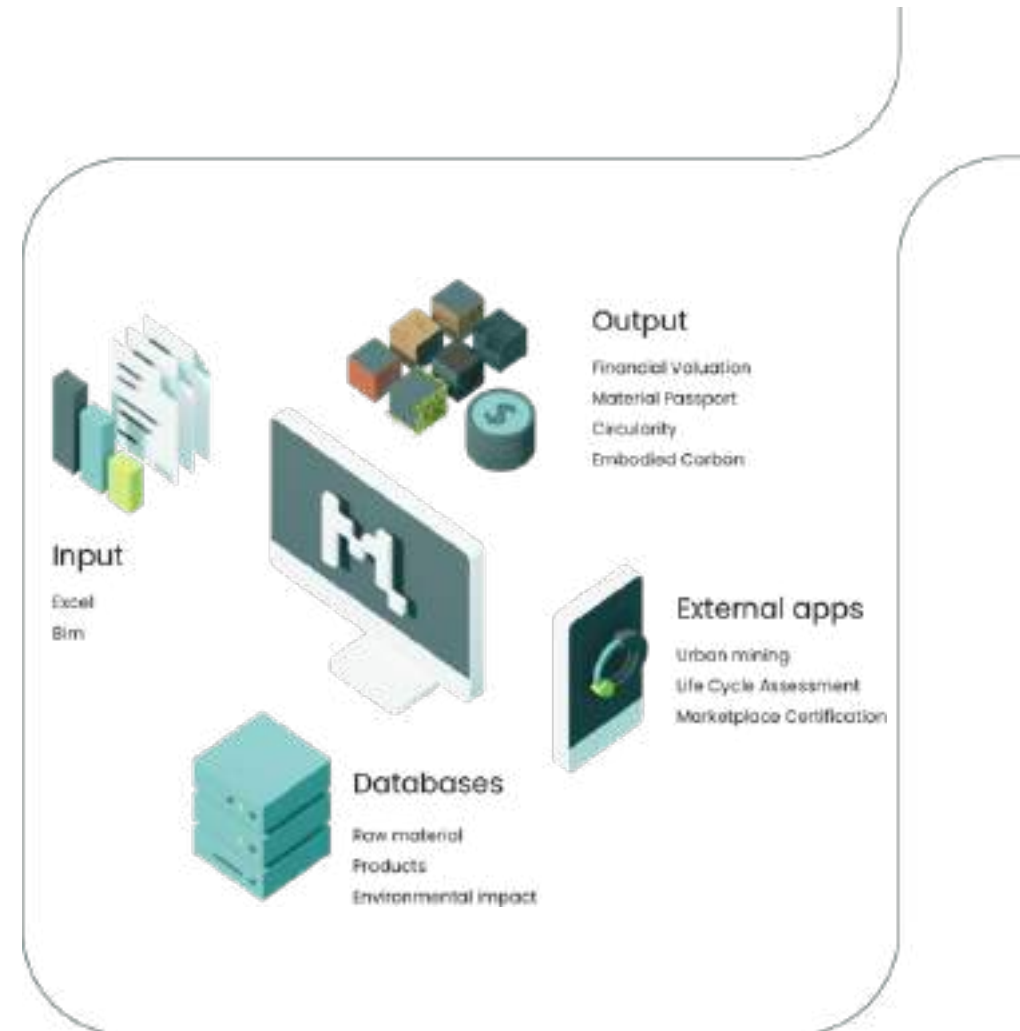 Output
Financial Valuation
Material Passport
Circularity
Embodied Carbon
Input
Excel
Bim
External apps
Urban mining
Life Cycle Assessment
Marketplace Certification
Databases
Raw material
Products
Environmental impact